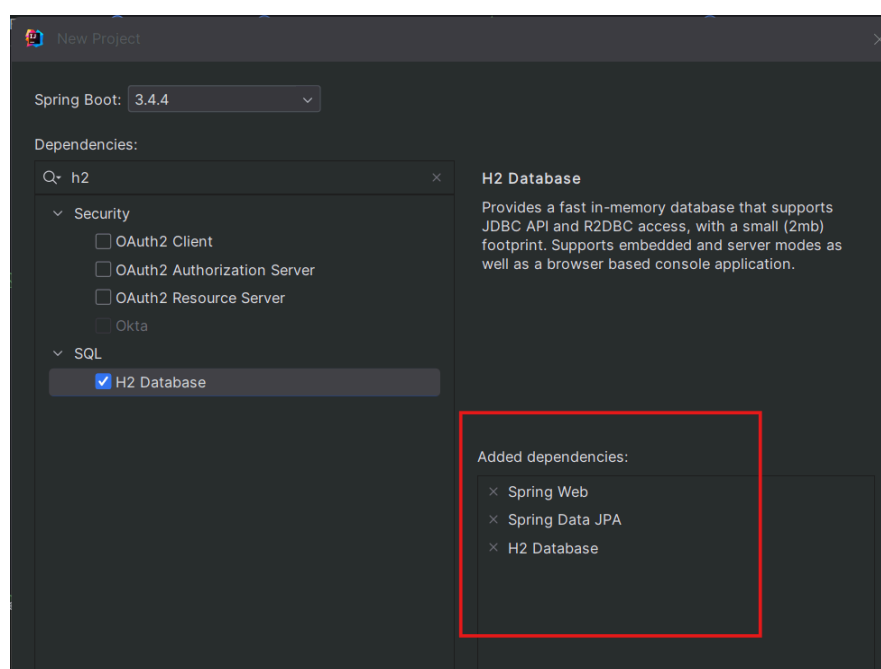 New Project
Spring Boot: 3.4.4
Dependencies:
h2
Security
OAuth2 Client
OAuth2 Authorization Server
OAuth2 Resource Server
Okta
SQL
H2 Database
H2 Database
Provides a fast in-memory database that supports
JDBC API and R2DBC access, with a small (2mb)
footprint. Supports embedded and server modes as
well as a browser based console application.
Added dependencies:
Spring Web
Spring Data JPA
H2 Database